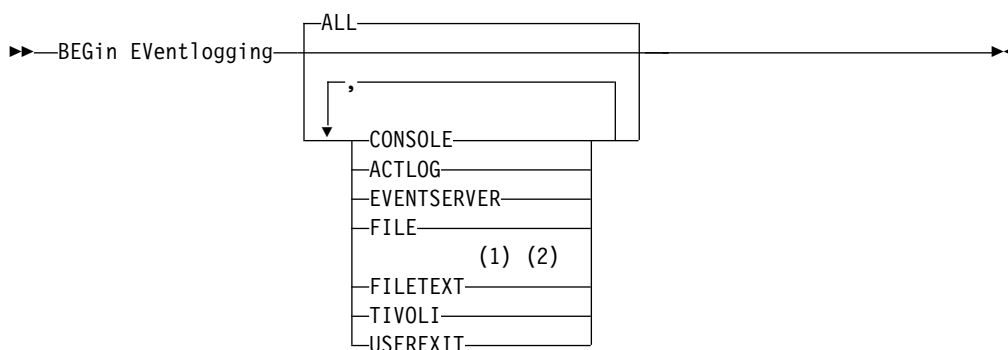 ALL
BEGin EVentlogging
,
CONSOLE
ACTLOG
EVENTSERVER
FILE
(1) (2)
FILETEXT
TIVOLI
USEREXIT